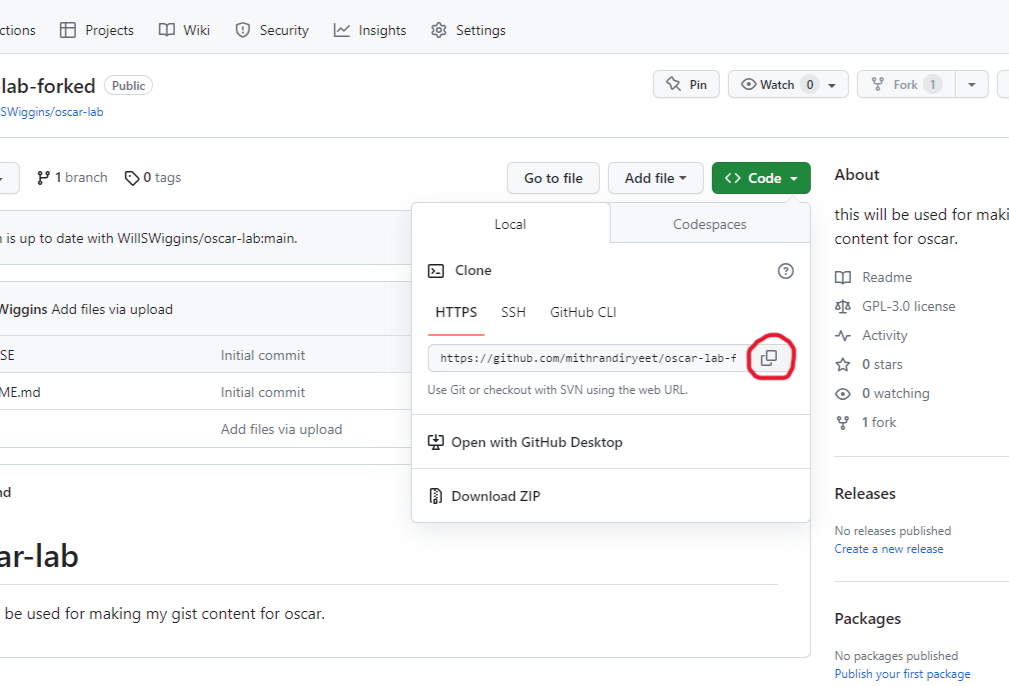 ctions Projects Wiki Security Insights Settings
lab-forked Public
Pin Watch 0 Fork 1
SWiggins/oscar-lab
1 branch 0 tags
Go to file Add file Code
n is up to date with WillSWiggins/oscar-lab:main.
Wiggins Add files via upload
SE Initial commit
ME.md Initial commit
Add files via upload
nd
ar-lab
be used for making my gist content for oscar.
Local Codespaces
Clone
HTTPS SSH GitHub CLI
https://github.com/mithrandiryeet/oscar-lab-f
Use Git or checkout with SVN using the web URL.
Open with GitHub Desktop
Download ZIP
About
this will be used for maki
content for oscar.
Readme
GPL-3.0 license
Activity
0 stars
0 watching
1 fork
Releases
No releases published
Create a new release
Packages
No packages published
Publish your first package